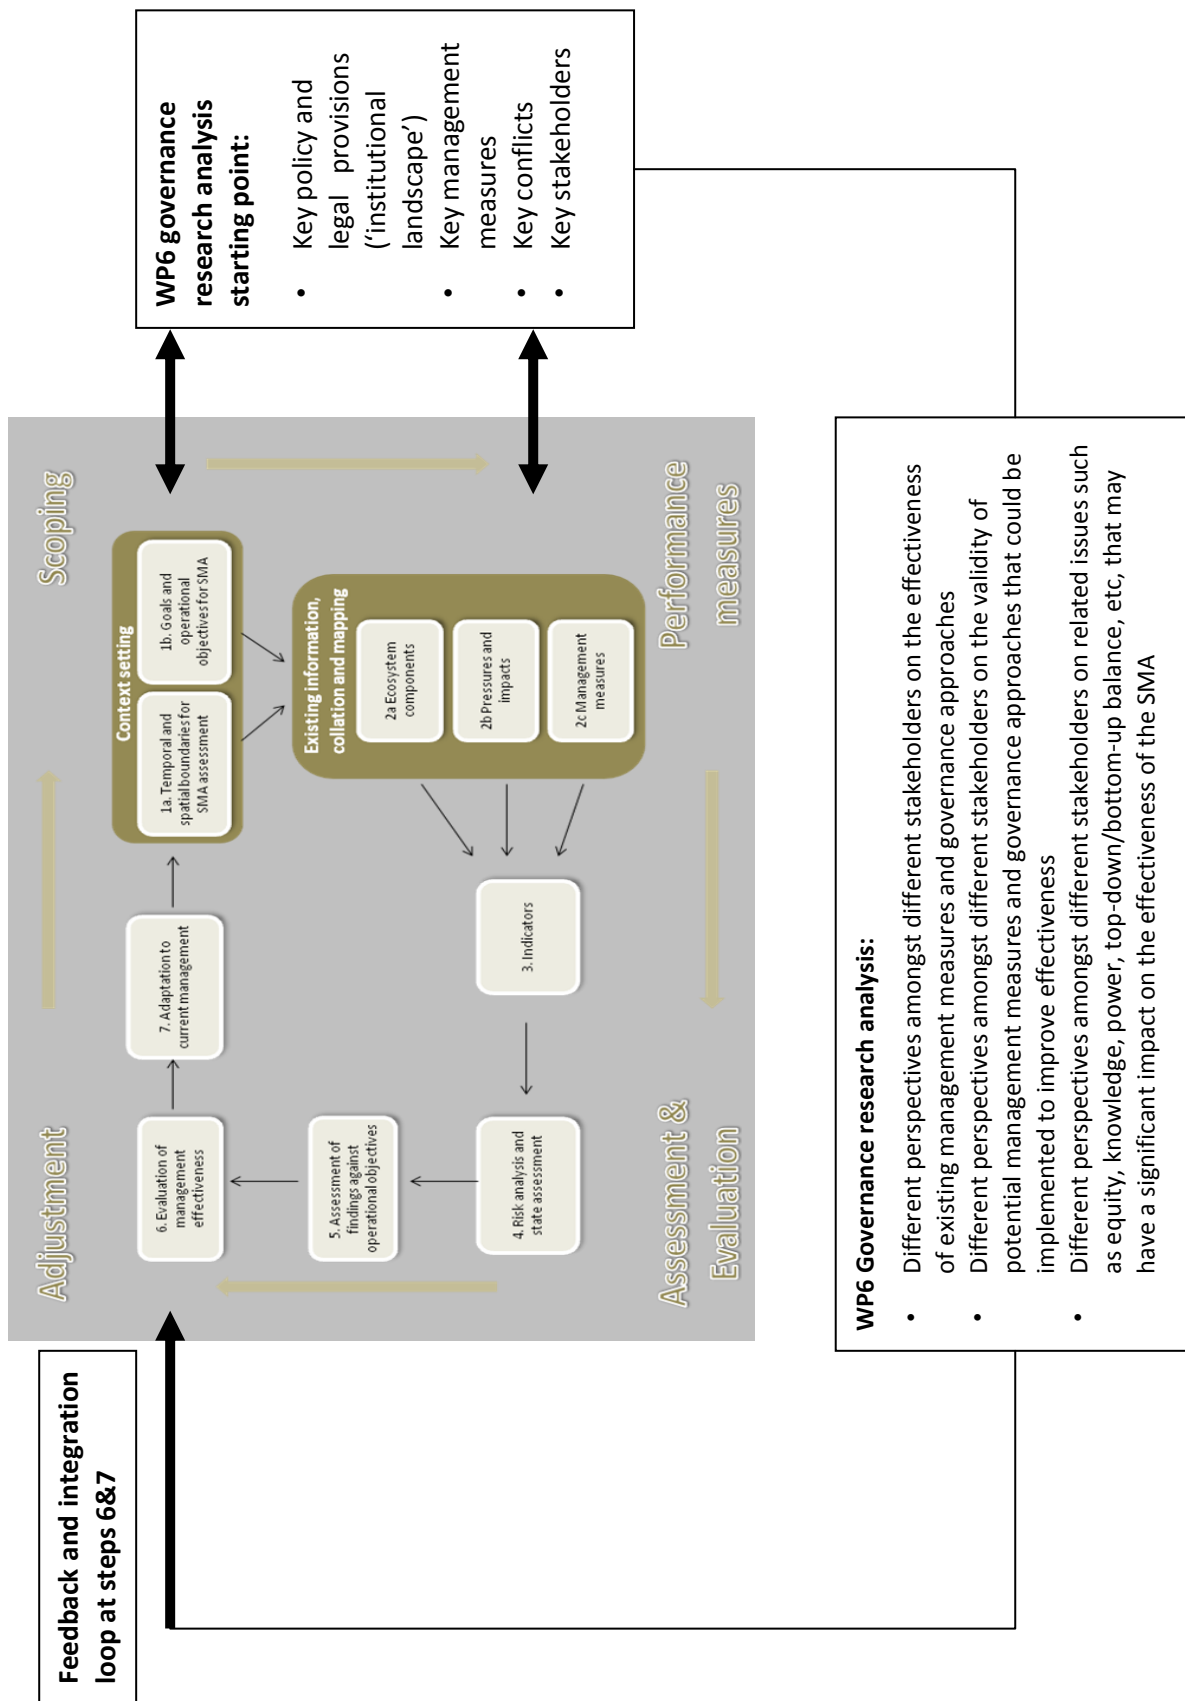 Feedback and integration
loop at steps 6&7
Adjustment
Scoping
Context setting
1a. Temporal and
spatial boundaries for
SMA assessment
1b. Goals and
operational
objectives for SMA
7. Adaptation to
current management
6. Evaluation of
management
effectiveness
5. Assessment of
findings against
operational objectives
4. Risk analysis and
state assessment
3. Indicators
Existing information,
collation and mapping
2a Ecosystem
components
2b Pressures and
impacts
2c Management
measures
Assessment &
Evaluation
Performance
measures
WP6 governance
research analysis
starting point:
• Key policy and
legal provisions
('institutional
landscape')
• Key management
measures
• Key conflicts
• Key stakeholders
WP6 Governance research analysis:
• Different perspectives amongst different stakeholders on the effectiveness
of existing management measures and governance approaches
• Different perspectives amongst different stakeholders on the validity of
potential management measures and governance approaches that could be
implemented to improve effectiveness
• Different perspectives amongst different stakeholders on related issues such
as equity, knowledge, power, top-down/bottom-up balance, etc, that may
have a significant impact on the effectiveness of the SMA